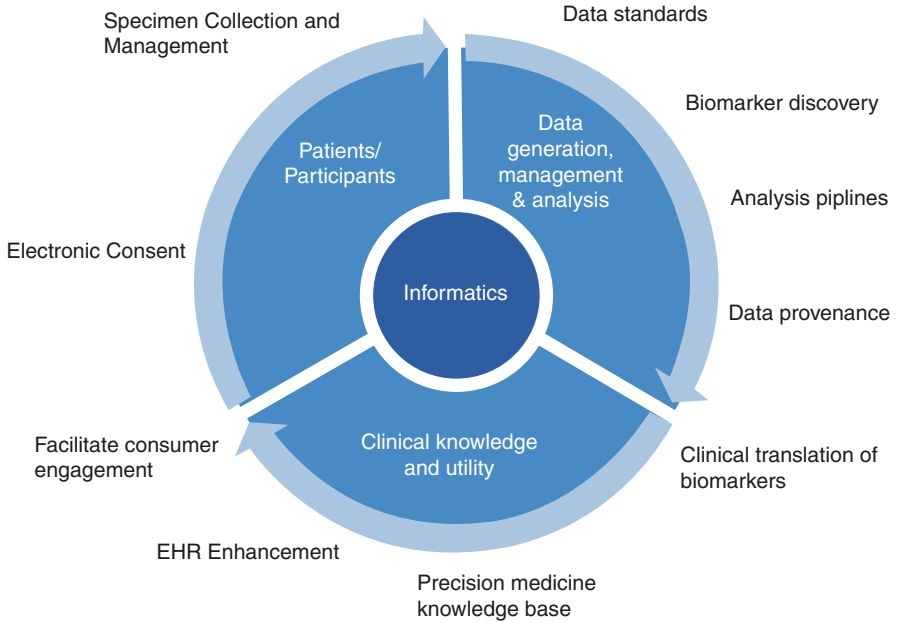 Specimen Collection and
Management
Data standards
Biomarker discovery
Data
generation,
management
& analysis
Patients/
Participants
Analysis piplines
Electronic Consent
Informatics
Data provenance
Facilitate consumer
engagement
Clinical knowledge
and utility
Clinical translation of
biomarkers
EHR Enhancement
Precision medicine
knowledge base